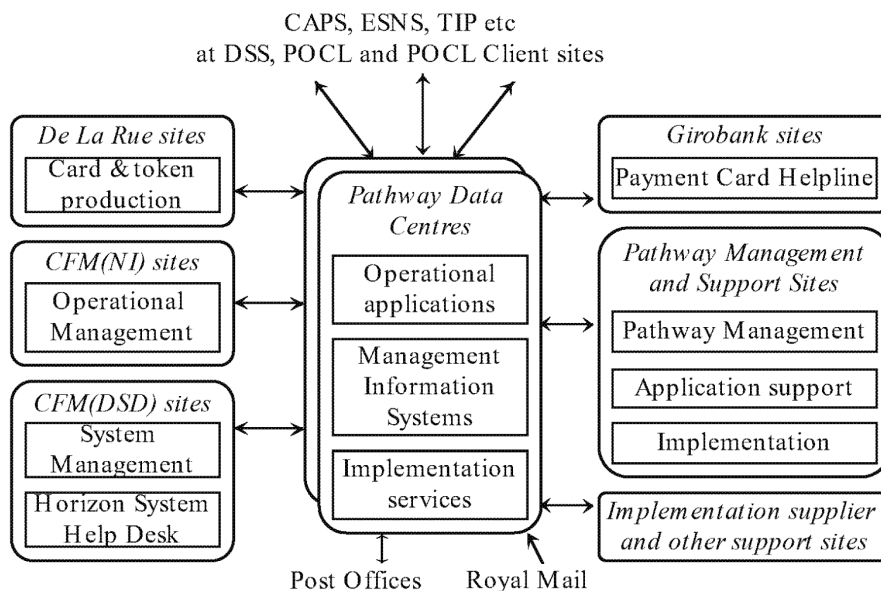 CAPS, ESNS, TIP etc
at DSS, POCL and POCL Client sites
De La Rue sites
Card & token
production
CFM(NI) sites
Operational
Management
CFM(DSD) sites
System
Management
Horizon System
Help Desk
Pathway Data
Centres
Operational
applications
Management
Information
Systems
Implementation
services
Girobank sites
Payment Card Helpline
Pathway Management
and Support Sites
Pathway Management
Application support
Implementation
Implementation supplier
and other support sites
Post Offices
Royal Mail